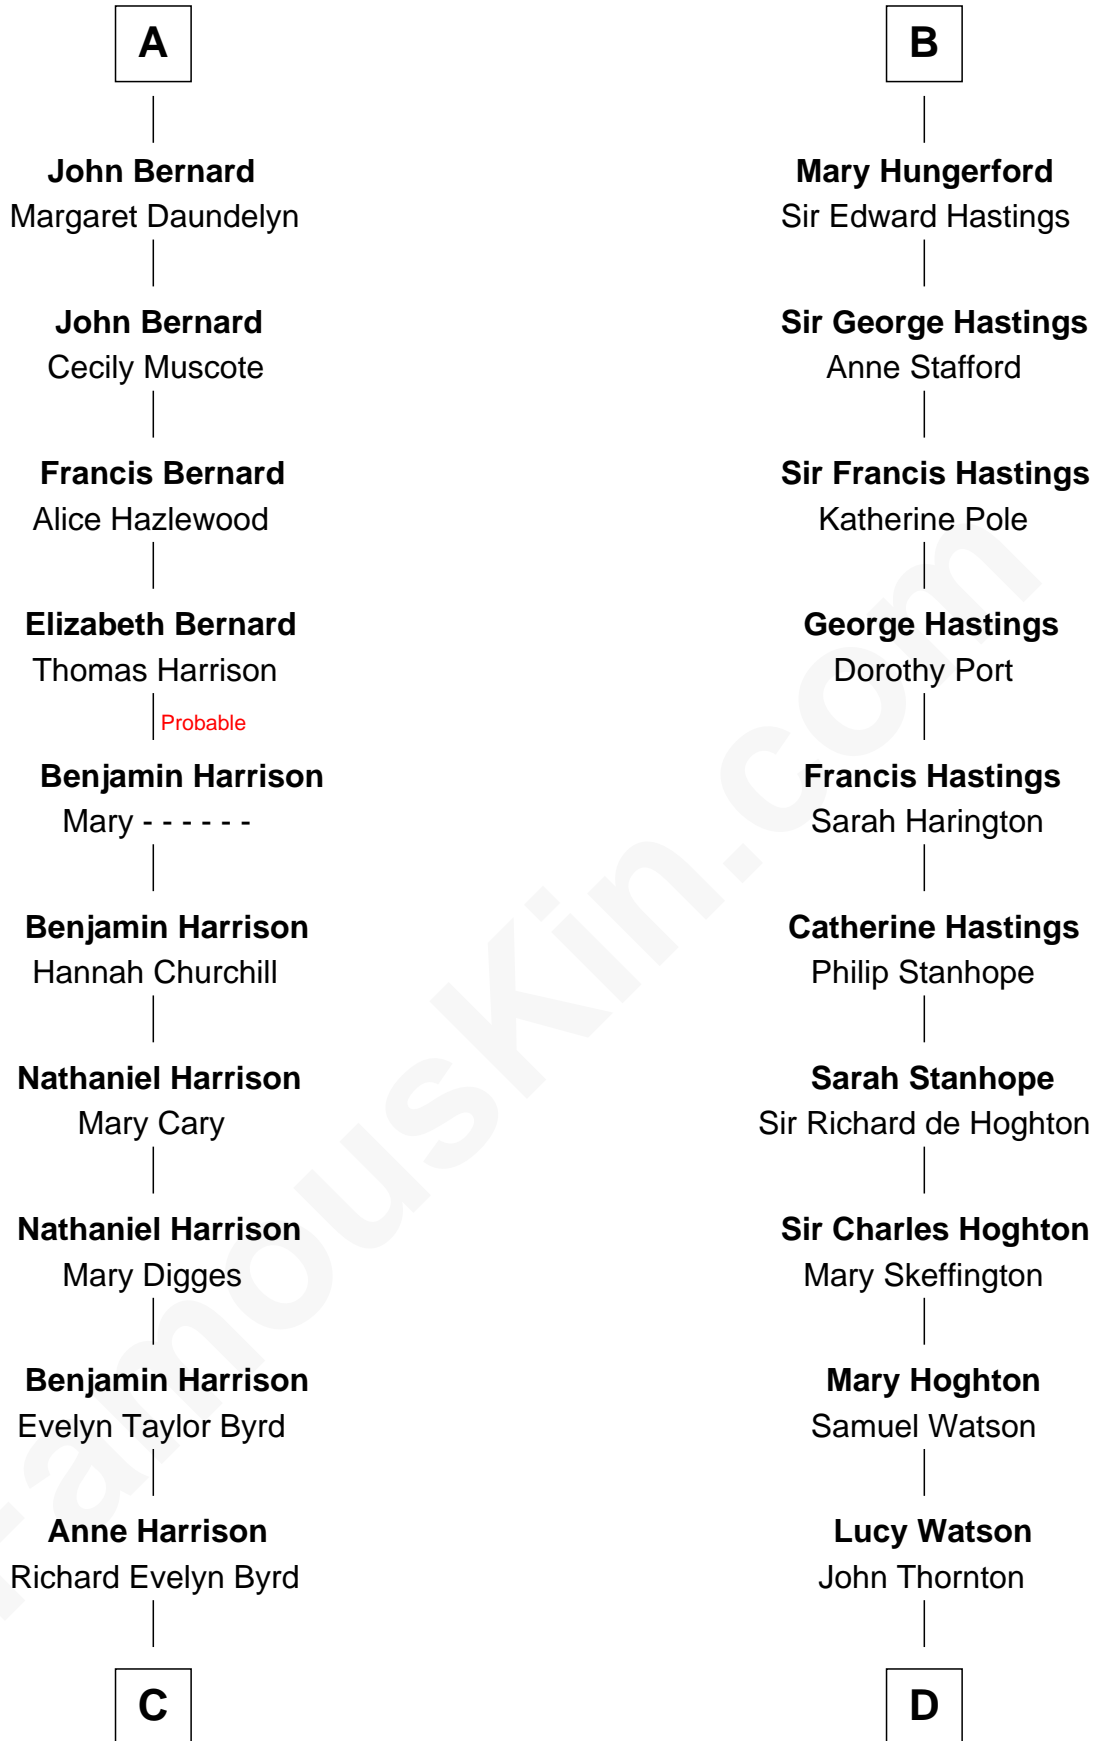 A
John Bernard
Margaret Daundelyn
John Bernard
Cecily Muscote
Francis Bernard
Alice Hazlewood
Elizabeth Bernard
Thomas Harrison
Probable
Benjamin Harrison
Mary - - - - - -
Benjamin Harrison
Hannah Churchill
Nathaniel Harrison
Mary Cary
Nathaniel Harrison
Mary Digges
Benjamin Harrison
Evelyn Taylor Byrd
Anne Harrison
Richard Evelyn Byrd
C
B
Mary Hungerford
Sir Edward Hastings
Sir George Hastings
Anne Stafford
Sir Francis Hastings
Katherine Pole
George Hastings
Dorothy Port
Francis Hastings
Sarah Harington
Catherine Hastings
Philip Stanhope
Sarah Stanhope
Sir Richard de Hoghton
Sir Charles Hoghton
Mary Skeffington
Mary Hoghton
Samuel Watson
Lucy Watson
John Thornton
D
FamousKin.com